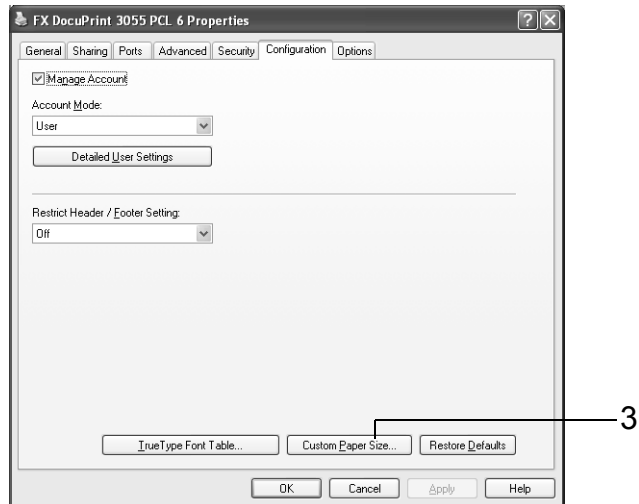 FX DocuPrint 3055 PCL 6 Properties
General Sharing Ports Advanced Security Configuration Options
Manage Account
Account Mode:
User
Detailed User Settings
Restrict Header / Footer Setting:
Off
3
TrueType Font Table... Custom Paper Size... Restore Defaults
OK Cancel Apply Help